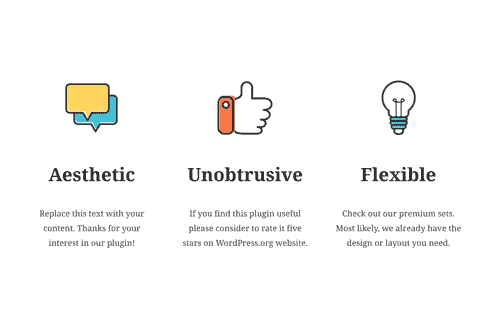 Aesthetic
Replace this text with your
content. Thanks for your
interest in our plugin!
Unobtrusive
If you find this plugin useful
please consider to rate it five
stars on WordPress.org website.
Flexible
Check out our premium sets.
Most likely, we already have the
design or layout you need.